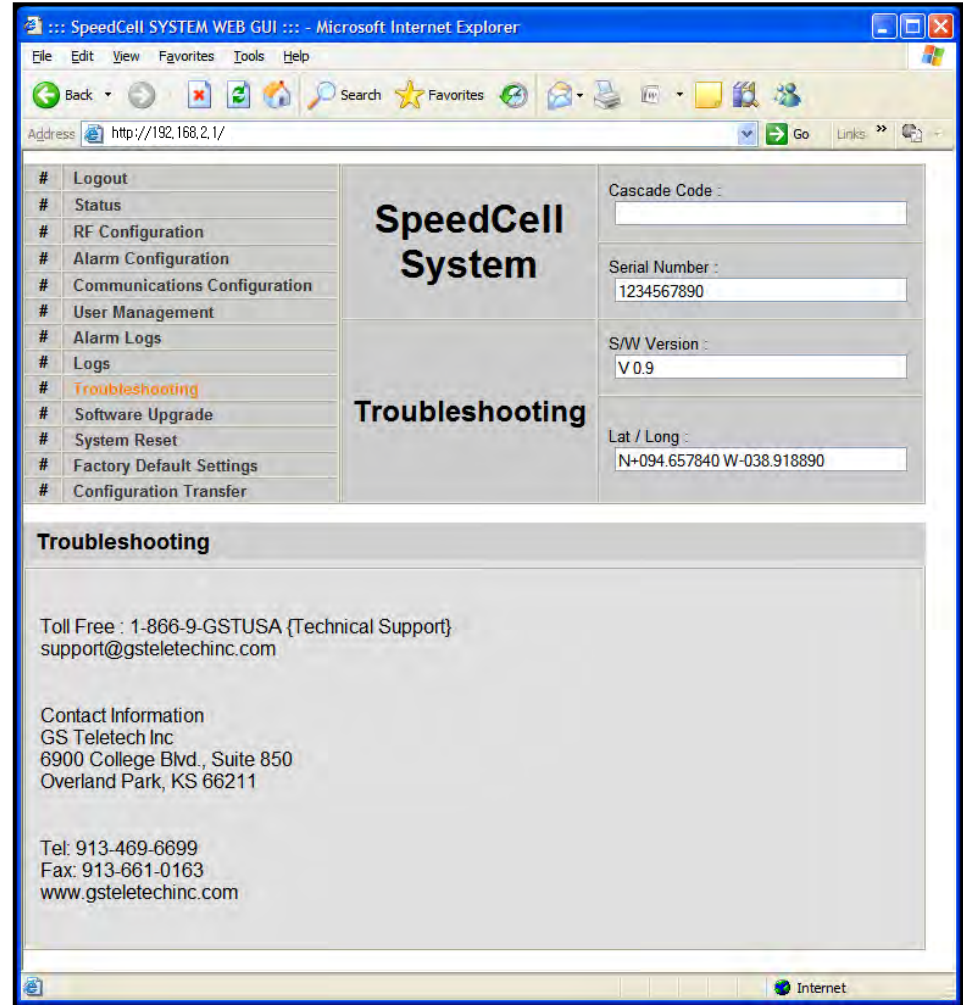 ::: SpeedCell SYSTEM WEB GUI ::: - Microsoft Internet Explorer
File Edit View Favorites Tools Help
Back Search Favorites
Address http://192,168,2,1/ Go Links »
# Logout
# Status
# RF Configuration
# Alarm Configuration
# Communications Configuration
# User Management
# Alarm Logs
# Logs
# Troubleshooting
# Software Upgrade
# System Reset
# Factory Default Settings
# Configuration Transfer
SpeedCell
System
Troubleshooting
Cascade Code :
Serial Number :
1234567890
S/W Version :
V 0.9
Lat / Long :
N+094.657840 W-038.918890
Troubleshooting
Toll Free : 1-866-9-GSTUSA {Technical Support}
support@gsteletechinc.com
Contact Information
GS Teletech Inc
6900 College Blvd., Suite 850
Overland Park, KS 66211
Tel: 913-469-6699
Fax: 913-661-0163
www.gsteletechinc.com
Internet